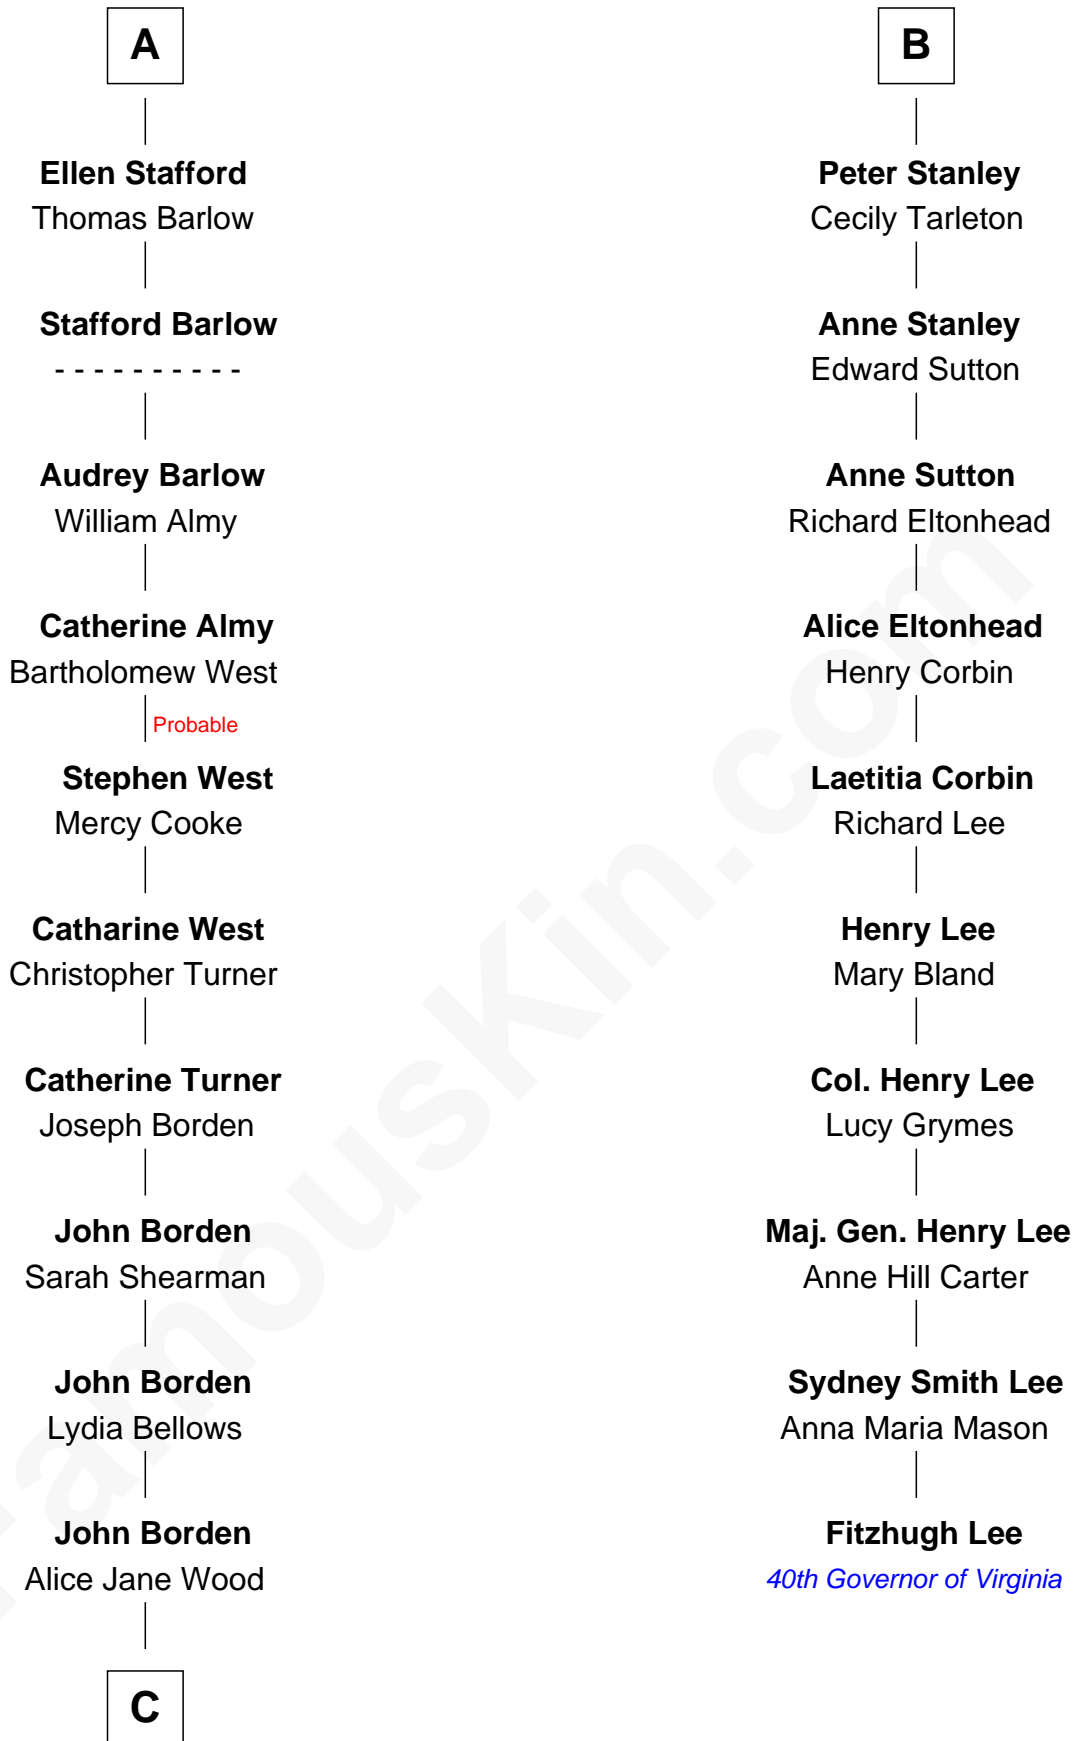 A
Ellen Stafford
Thomas Barlow
Stafford Barlow
- - - - - - - - - -
Audrey Barlow
William Almy
Catherine Almy
Bartholomew West
Probable
Stephen West
Mercy Cooke
Catharine West
Christopher Turner
Catherine Turner
Joseph Borden
John Borden
Sarah Shearman
John Borden
Lydia Bellows
John Borden
Alice Jane Wood
C
B
Peter Stanley
Cecily Tarleton
Anne Stanley
Edward Sutton
Anne Sutton
Richard Eltonhead
Alice Eltonhead
Henry Corbin
Laetitia Corbin
Richard Lee
Henry Lee
Mary Bland
Col. Henry Lee
Lucy Grymes
Maj. Gen. Henry Lee
Anne Hill Carter
Sydney Smith Lee
Anna Maria Mason
Fitzhugh Lee
40th Governor of Virginia
FamousKin.com